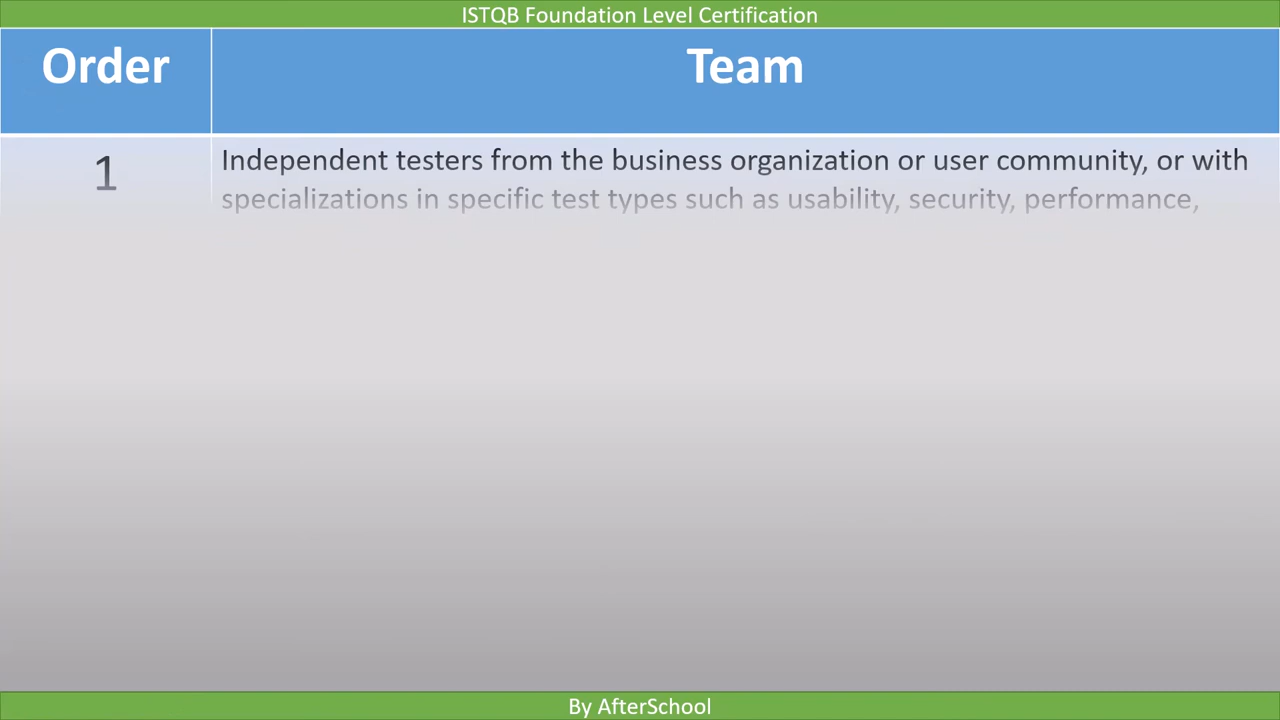 ISTQB Foundation Level Certification
Order Team
1 Independent testers from the business organization or user community, or with
specializations in specific test types such as usability, security, performance,
By AfterSchool